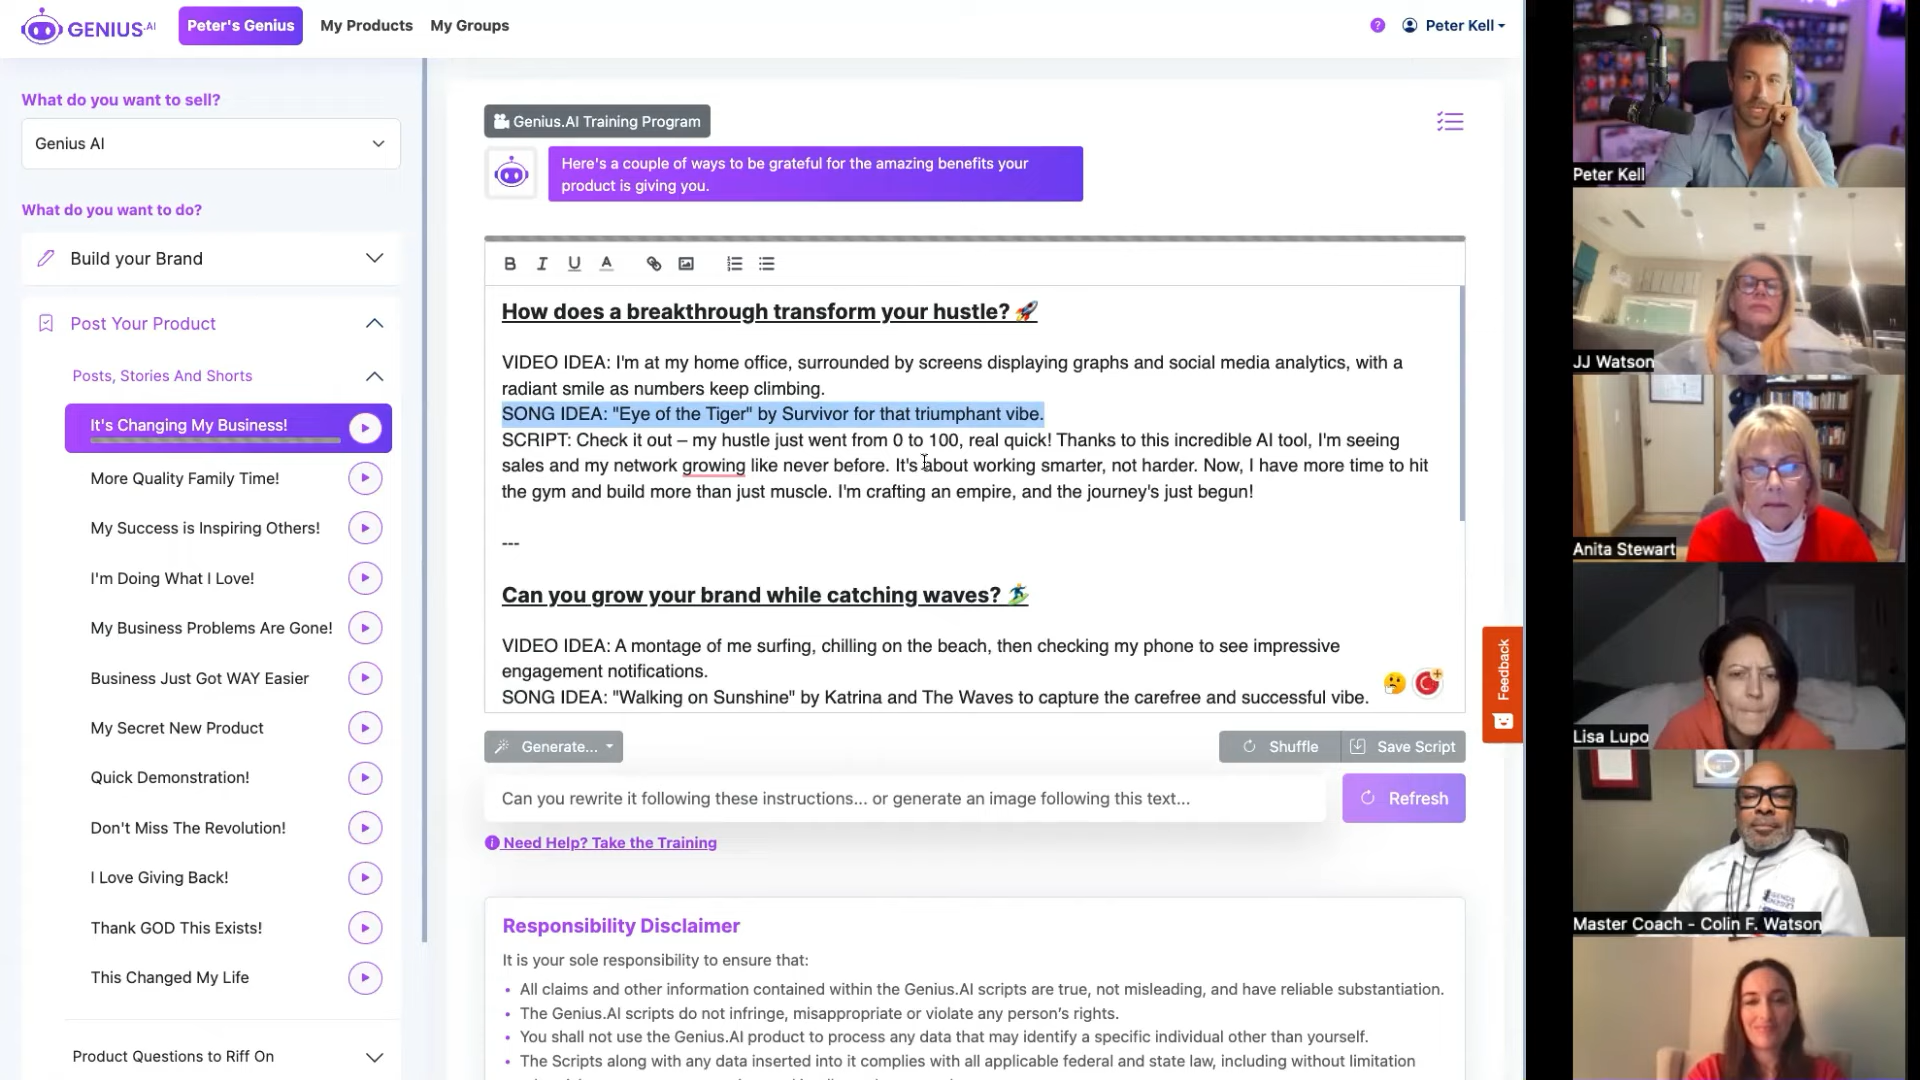 GENIUS.AI
Peter's Genius
My Products
My Groups
?
Peter Kell
What do you want to sell?
Genius AI
What do you want to do?
Build your Brand
Post Your Product
Posts, Stories And Shorts
It's Changing My Business!
More Quality Family Time!
My Success is Inspiring Others!
I'm Doing What I Love!
My Business Problems Are Gone!
Business Just Got WAY Easier
My Secret New Product
Quick Demonstration!
Don't Miss The Revolution!
I Love Giving Back!
Thank GOD This Exists!
This Changed My Life
Product Questions to Riff On
Genius.AI Training Program
Here's a couple of ways to be grateful for the amazing benefits your
product is giving you.
B I U A
How does a breakthrough transform your hustle? 🚀
VIDEO IDEA: I'm at my home office, surrounded by screens displaying graphs and social media analytics, with a
radiant smile as numbers keep climbing.
SONG IDEA: "Eye of the Tiger" by Survivor for that triumphant vibe.
SCRIPT: Check it out – my hustle just went from 0 to 100, real quick! Thanks to this incredible AI tool, I'm seeing
sales and my network growing like never before. It's about working smarter, not harder. Now, I have more time to hit
the gym and build more than just muscle. I'm crafting an empire, and the journey's just begun!
---
Can you grow your brand while catching waves? 🏄
VIDEO IDEA: A montage of me surfing, chilling on the beach, then checking my phone to see impressive
engagement notifications.
SONG IDEA: "Walking on Sunshine" by Katrina and The Waves to capture the carefree and successful vibe.
Generate...
Shuffle
Save Script
Can you rewrite it following these instructions... or generate an image following this text...
Refresh
Need Help? Take the Training
Feedback
Responsibility Disclaimer
It is your sole responsibility to ensure that:
• All claims and other information contained within the Genius.AI scripts are true, not misleading, and have reliable substantiation.
• The Genius.AI scripts do not infringe, misappropriate or violate any person's rights.
• You shall not use the Genius.AI product to process any data that may identify a specific individual other than yourself.
• The Scripts along with any data inserted into it complies with all applicable federal and state law, including without limitation
Peter Kell
JJ Watson
Anita Stewart
Lisa Lupo
Master Coach - Colin F. Watson